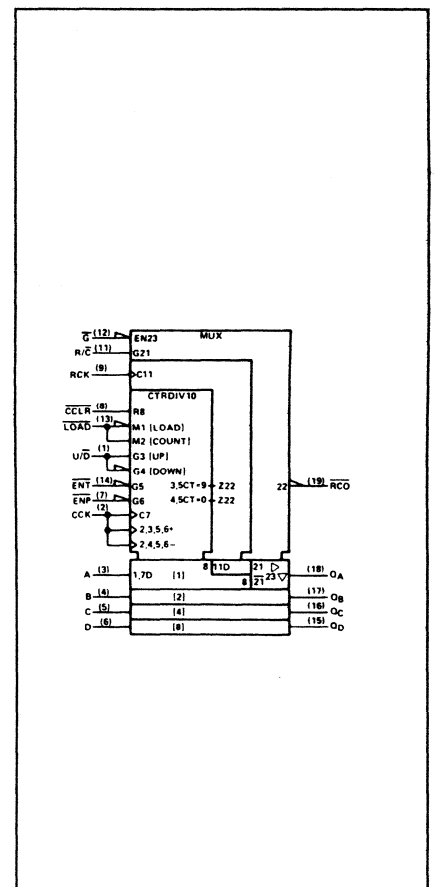 G (12) EN23 MUX
R/C (11) G21
RCK (9) C11
CTRDIV10
CCLR (8) R8
LOAD (13) M1 [LOAD]
M2 [COUNT]
U/D (1) G3 [UP]
G4 [DOWN]
ENT (14) G5 3,5CT=9 Z22 22 (19) RCO
ENP (7) G6 4,5CT=0 Z22
CCK (2) C7
2,3,5,6+
2,4,5,6−
8 11D 21
A (3) 1,7D [1] 8 21 23 (18) QA
B (4) [2] (17) QB
C (5) [4] (16) QC
D (6) [8] (15) QD